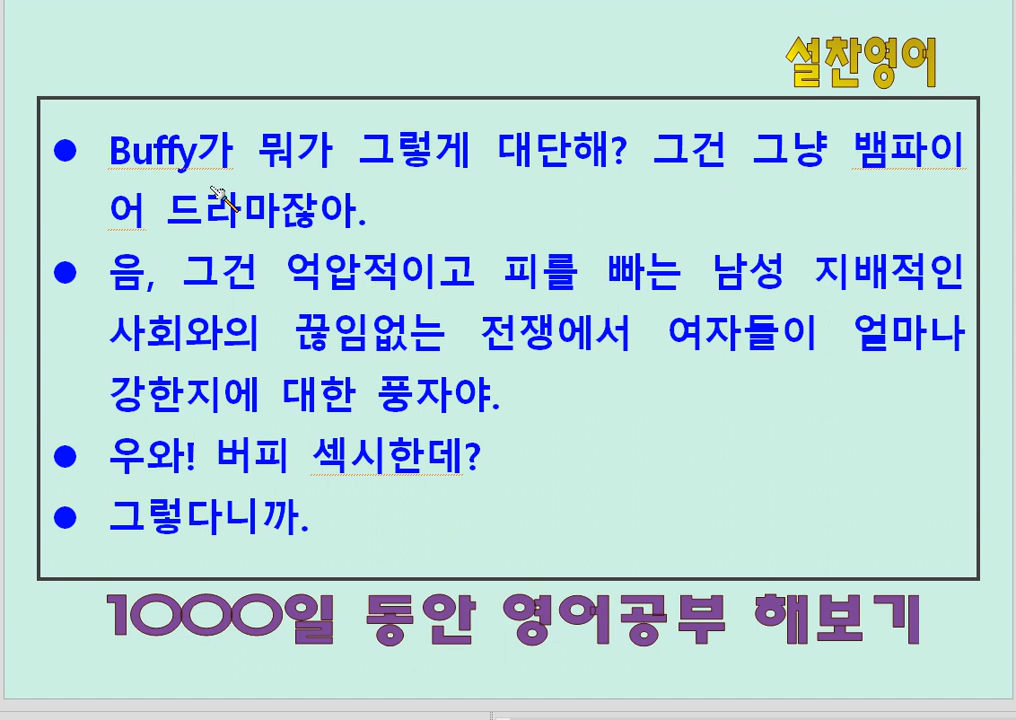 설찬영어
● Buffy가 뭐가 그렇게 대단해? 그건 그냥 뱀파이
어 드라마잖아.
● 음, 그건 억압적이고 피를 빠는 남성 지배적인
사회와의 끊임없는 전쟁에서 여자들이 얼마나
강한지에 대한 풍자야.
● 우와! 버피 섹시한데?
● 그렇다니까.
1000일 동안 영어공부 해보기